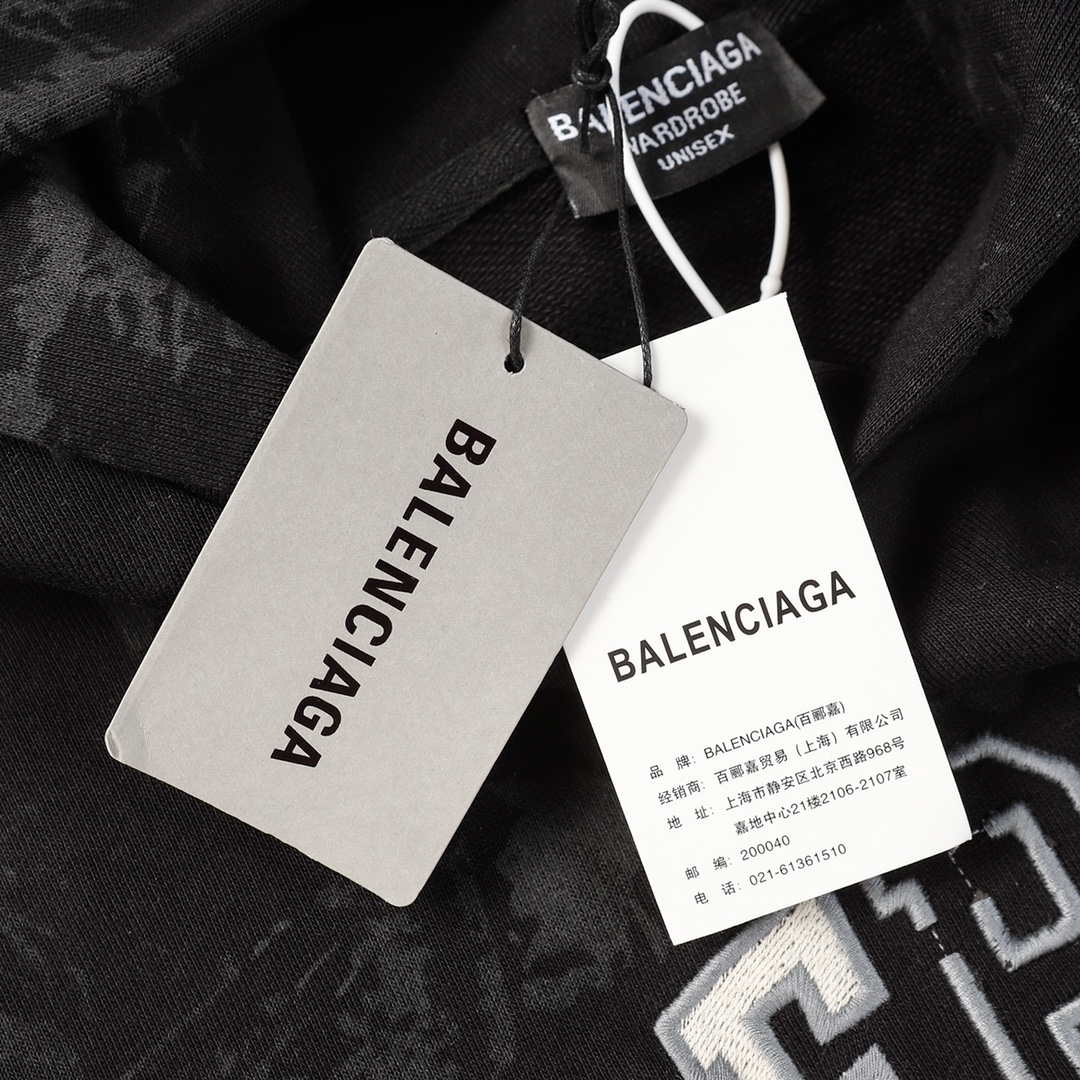 BALENCIAGA
WARDROBE
UNISEX
BALENCIAGA
BALENCIAGA
品 牌: BALENCIAGA(百郦嘉)
经销商: 百郦嘉贸易（上海）有限公司
地 址: 上海市静安区北京西路968号
嘉地中心21楼2106-2107室
邮 编: 200040
电 话: 021-61361510